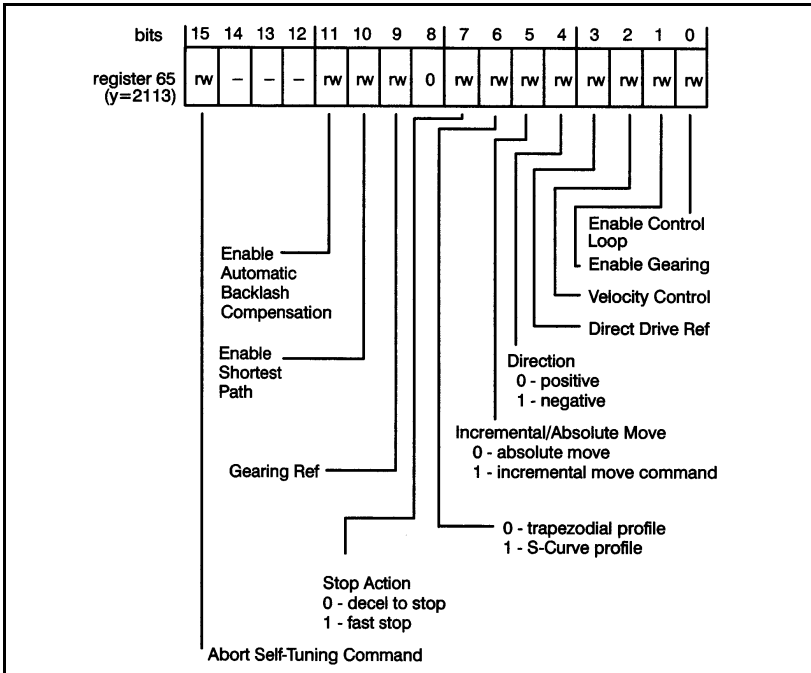 bits 15 14 13 12 11 10 9 8 7 6 5 4 3 2 1 0
register 65 rw – – – rw rw rw 0 rw rw rw rw rw rw rw rw
(y=2113)
Enable Control
Loop
Enable
Automatic
Backlash
Compensation
Enable Gearing
Velocity Control
Direct Drive Ref
Enable
Shortest
Path
Direction
0 - positive
1 - negative
Incremental/Absolute Move
0 - absolute move
1 - incremental move command
Gearing Ref
0 - trapezodial profile
1 - S-Curve profile
Stop Action
0 - decel to stop
1 - fast stop
Abort Self-Tuning Command